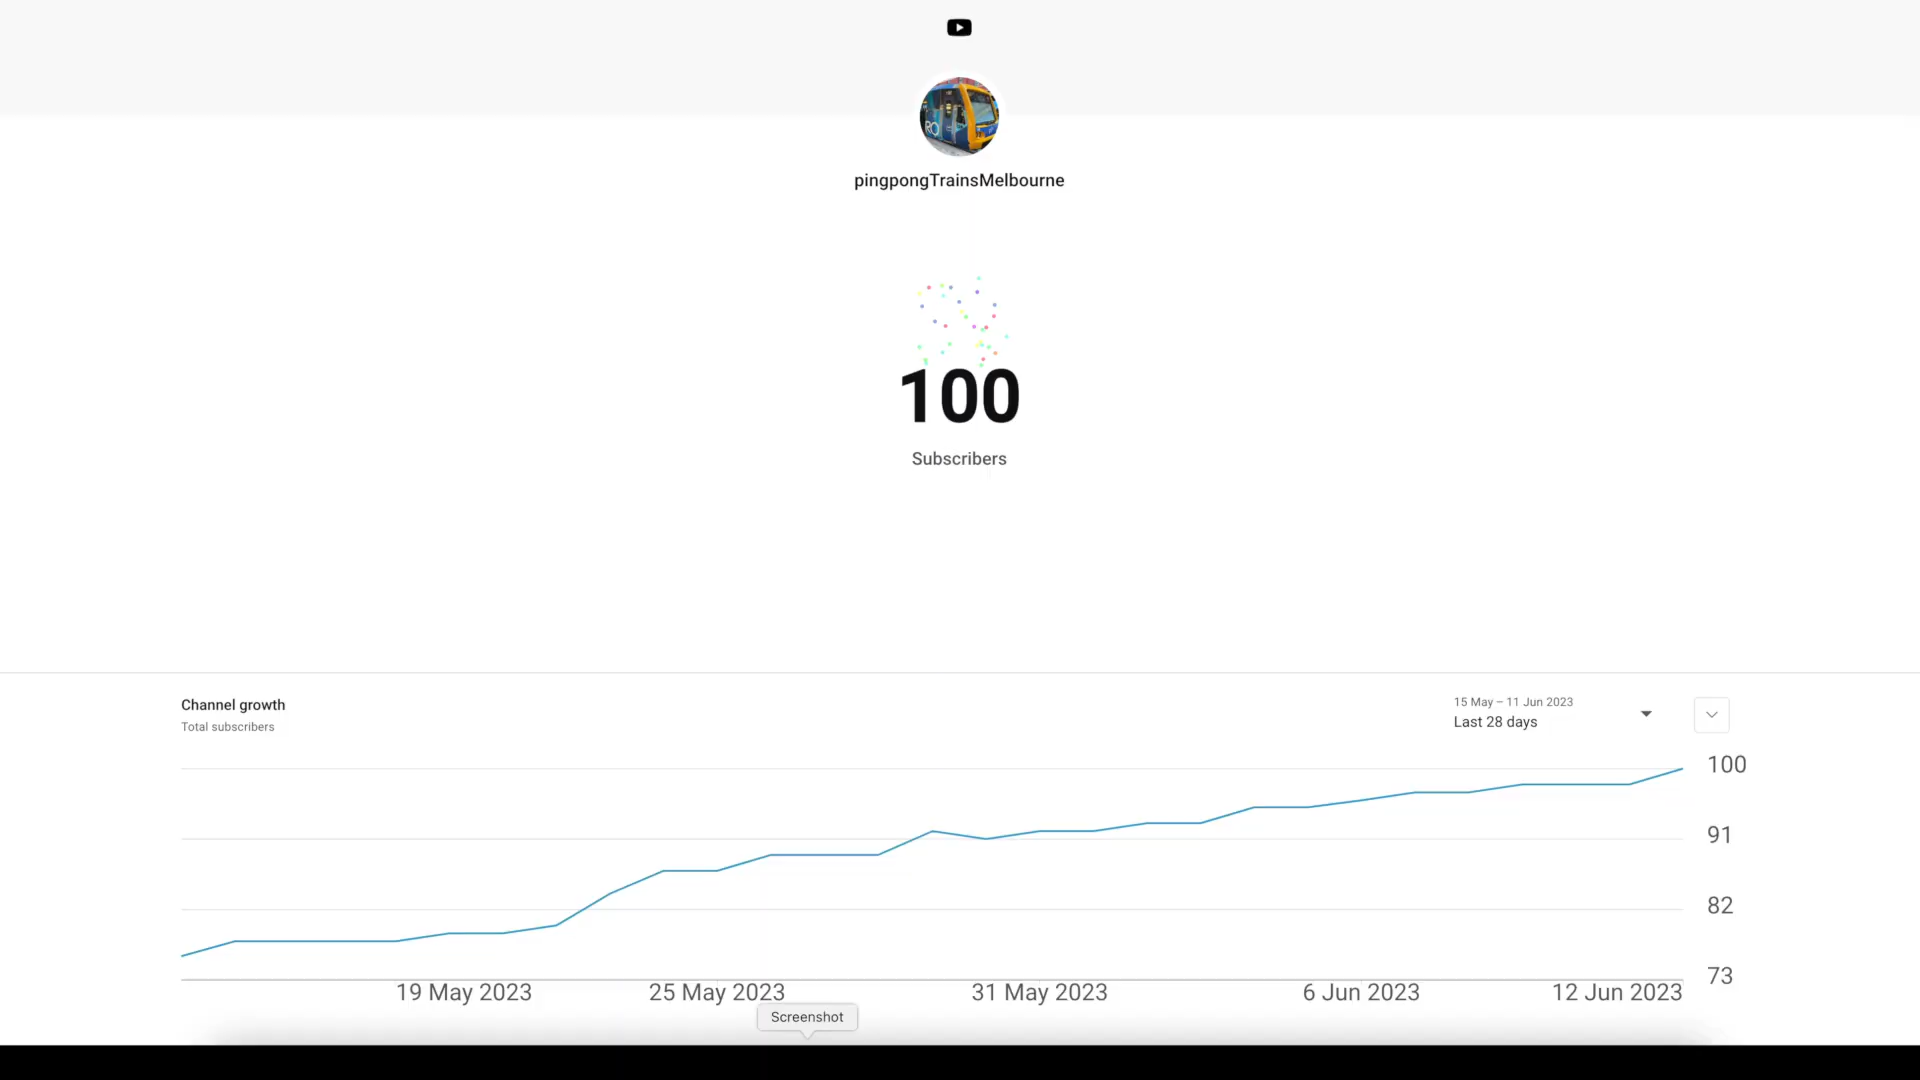 RO
pingpongTrainsMelbourne
100
Subscribers
Channel growth
Total subscribers
15 May – 11 Jun 2023
Last 28 days
100
91
82
73
19 May 2023
25 May 2023
31 May 2023
6 Jun 2023
12 Jun 2023
Screenshot